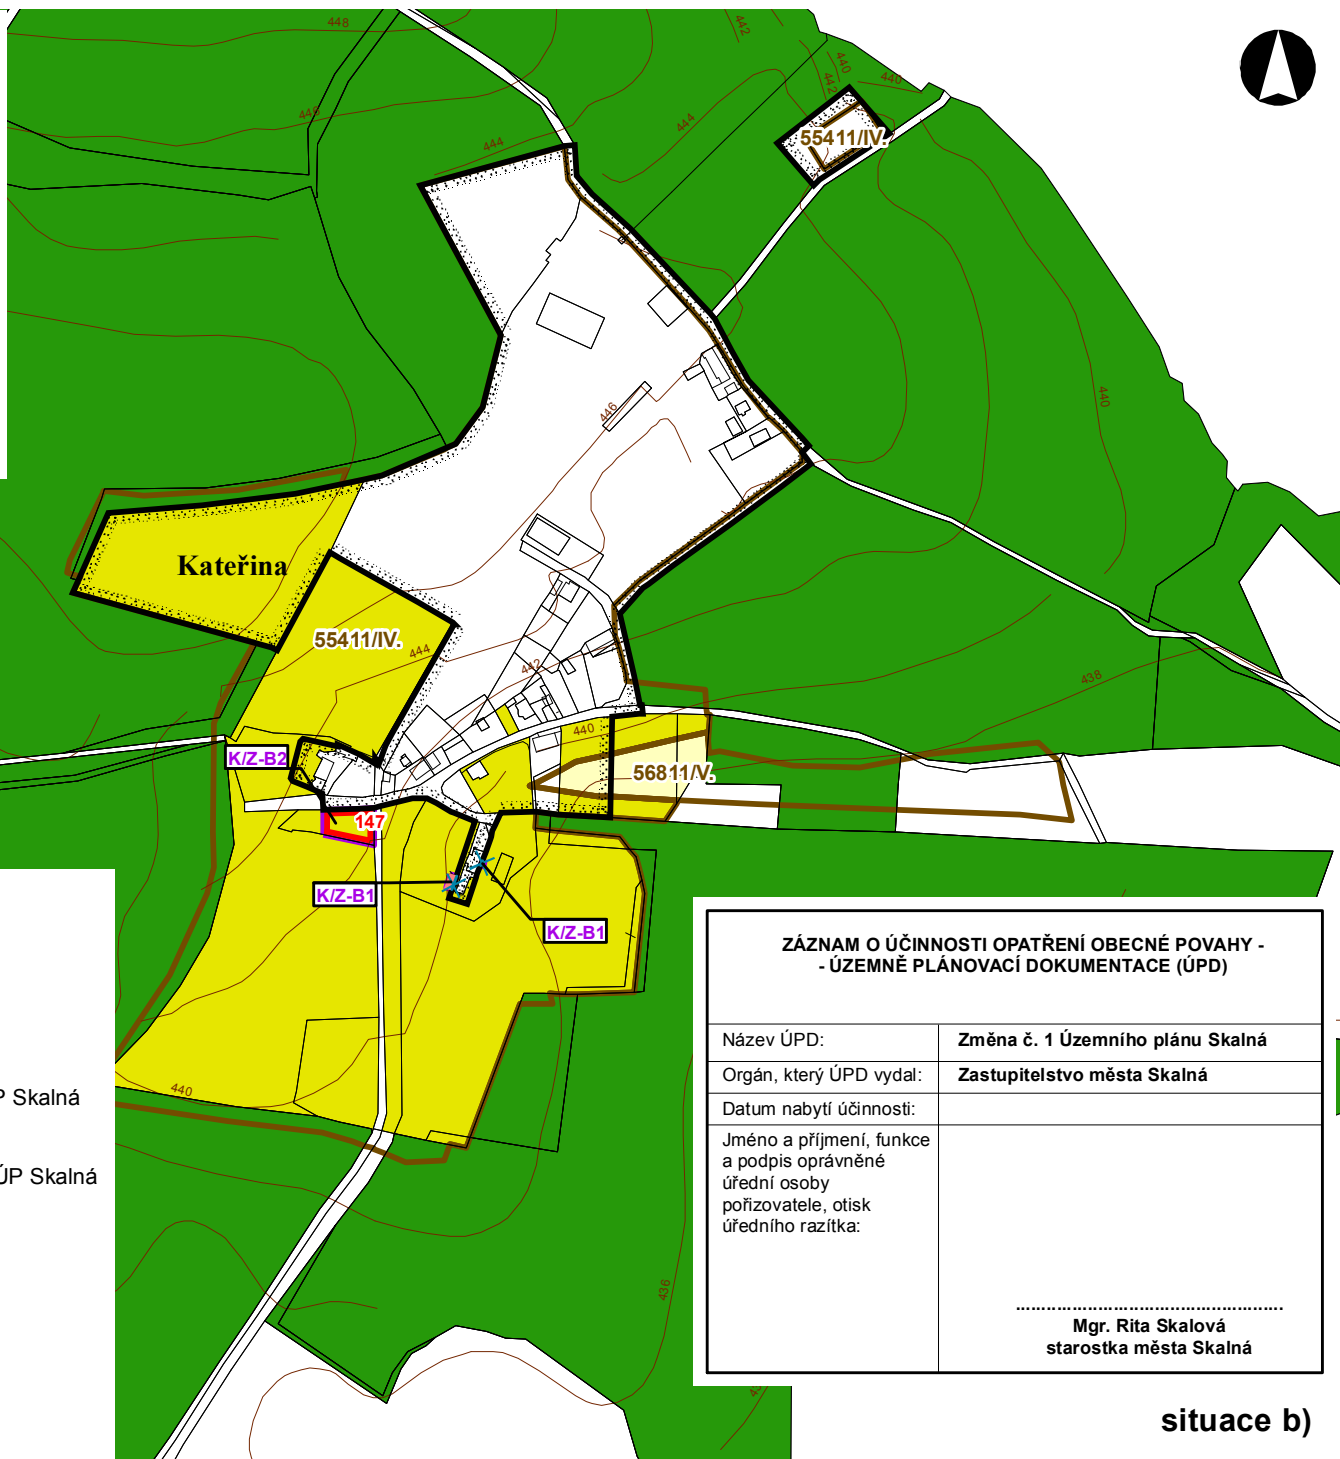 448
442
440
442
440
446
444
444
55411/IV.
440
446
Kateřina
55411/IV.
444
442
438
440
K/Z-B2
56811/V.
147
K/Z-B1
K/Z-B1
440
436
P Skalná
ÚP Skalná
ZÁZNAM O ÚČINNOSTI OPATŘENÍ OBECNÉ POVAHY -
- ÚZEMNĚ PLÁNOVACÍ DOKUMENTACE (ÚPD)
Název ÚPD: Změna č. 1 Územního plánu Skalná
Orgán, který ÚPD vydal: Zastupitelstvo města Skalná
Datum nabytí účinnosti:
Jméno a příjmení, funkce
a podpis oprávněné
úřední osoby
pořizovatele, otisk
úředního razítka:
Mgr. Rita Skalová
starostka města Skalná
situace b)